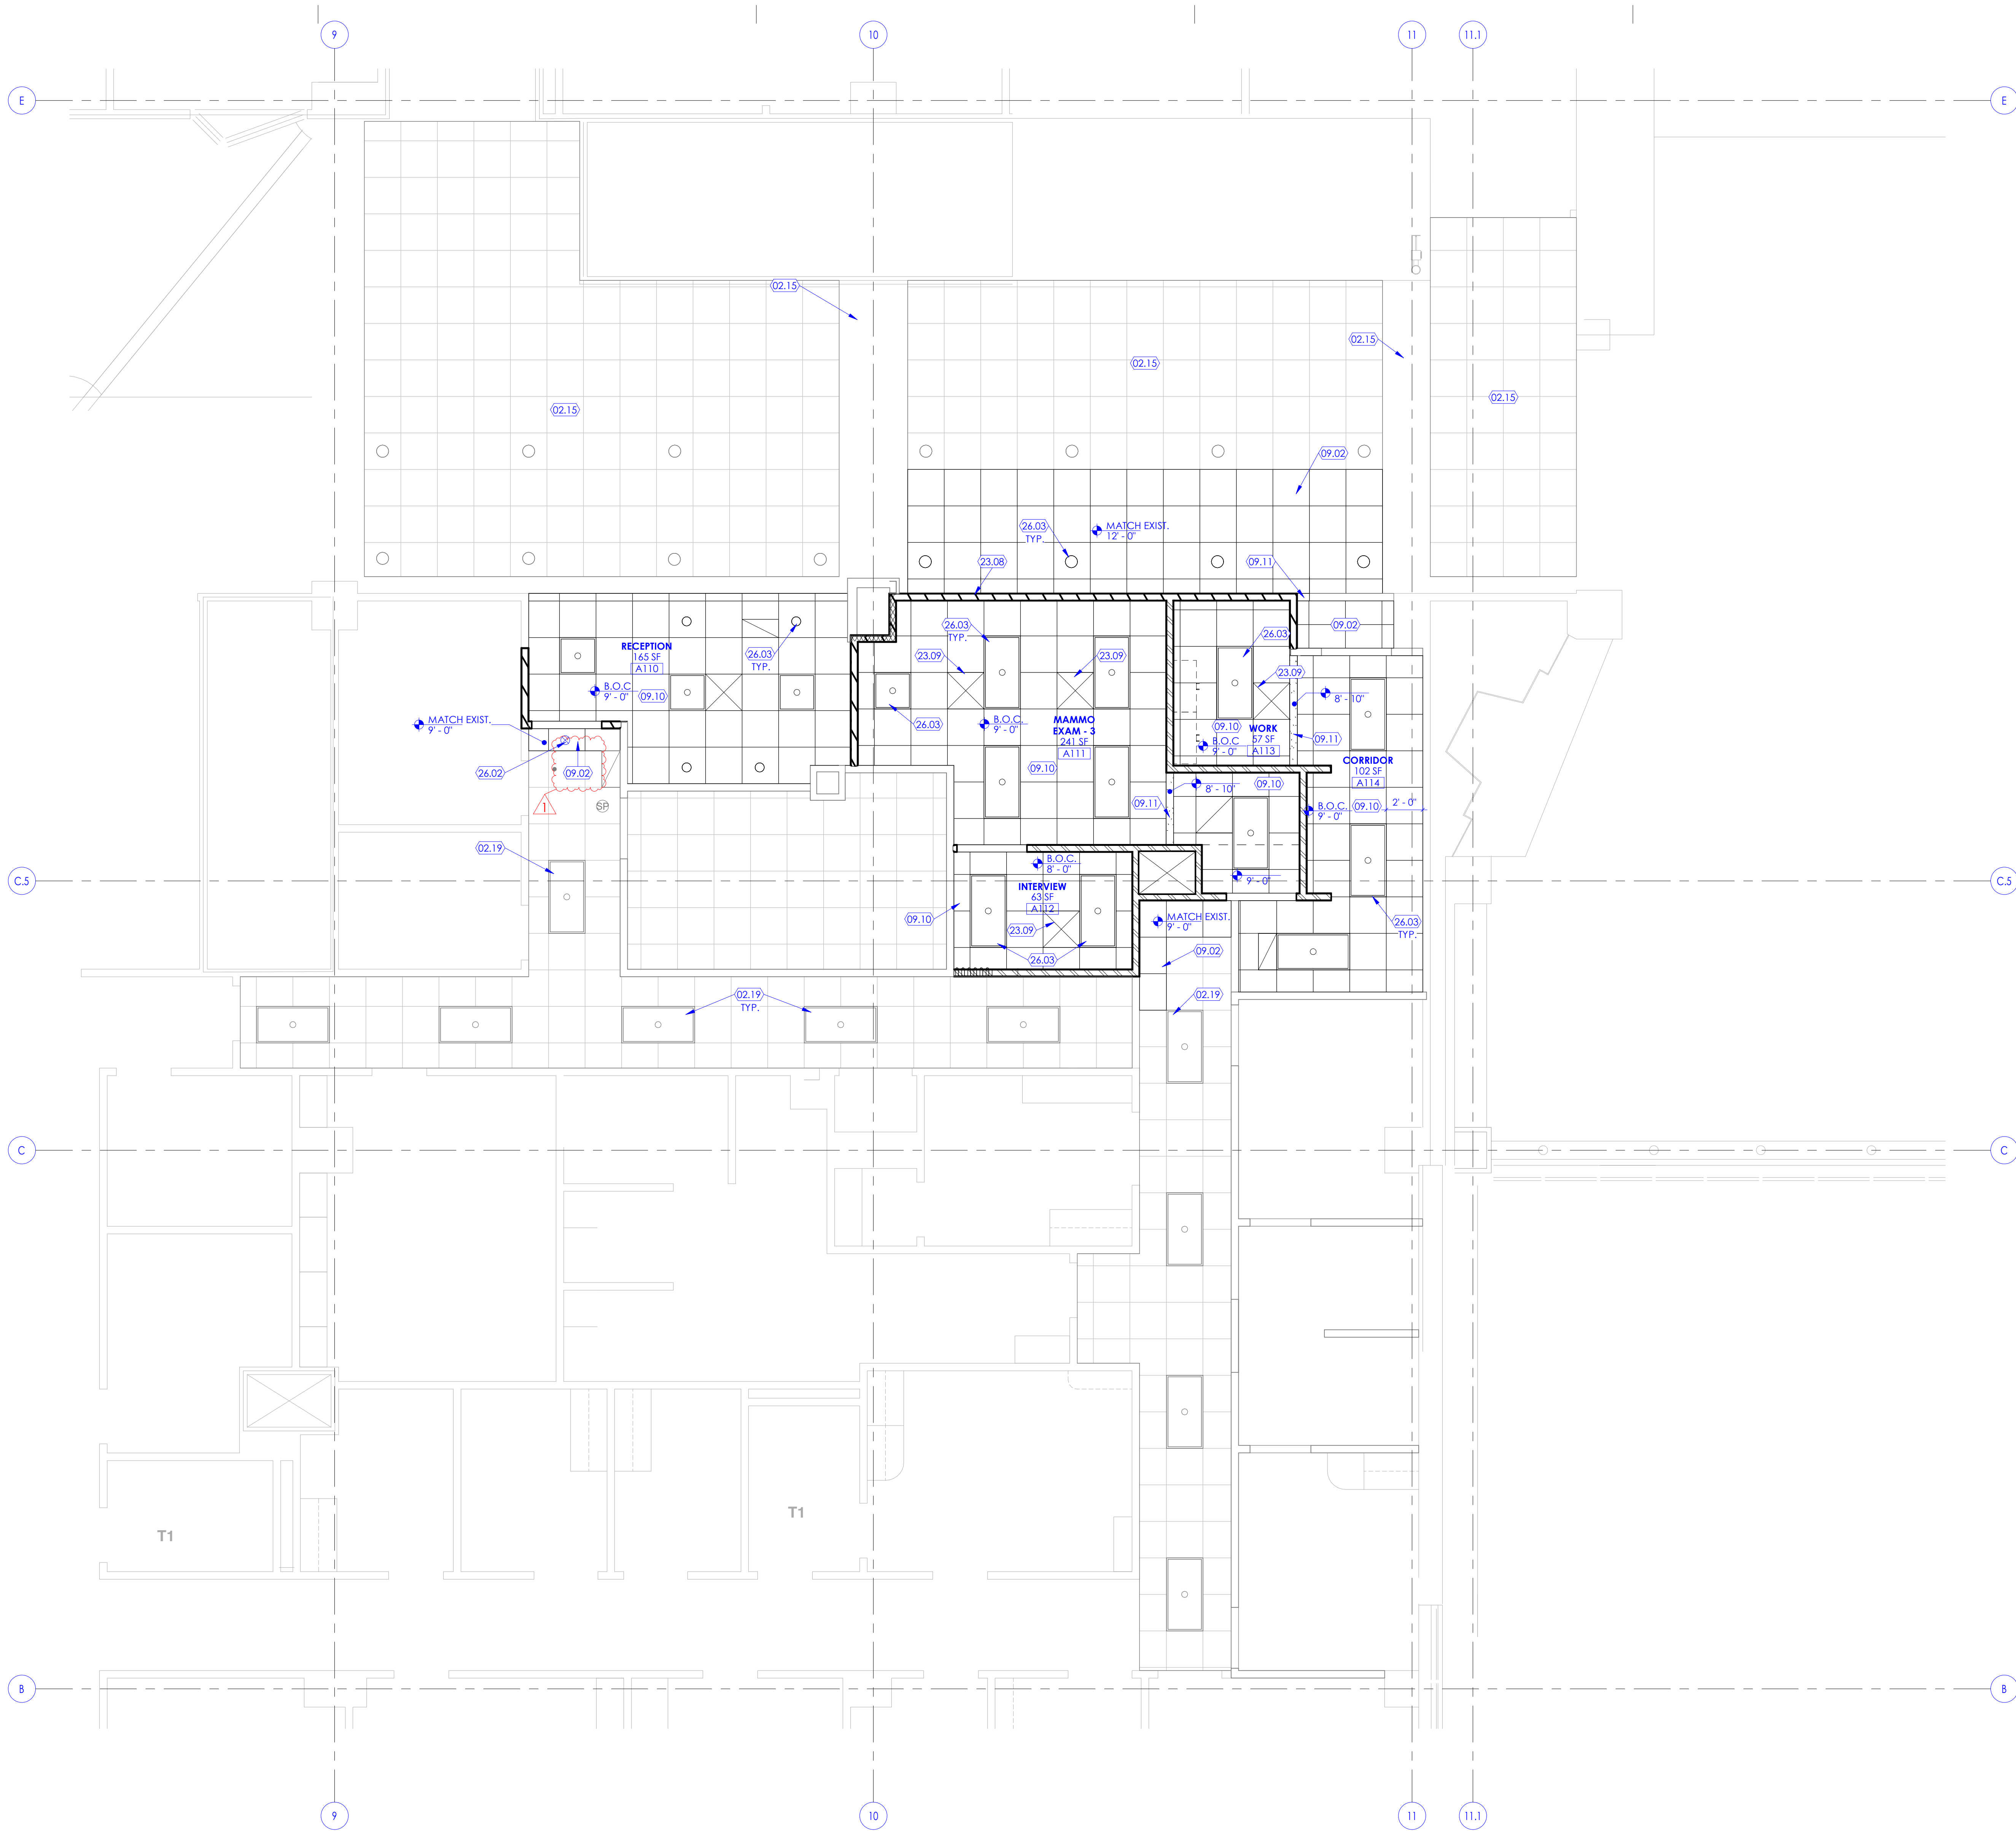 9
10
11
11.1
E
E
02.15
02.15
02.15
02.15
02.15
09.02
26.03
TYP.
MATCH EXIST.
12' - 0"
23.08
09.11
26.03
TYP.
09.02
26.03
RECEPTION
165 SF
A110
26.03
TYP.
23.09
23.09
23.09
B.O.C
9' - 0"
09.10
8' - 10"
MATCH EXIST.
9' - 0"
26.03
B.O.C.
9' - 0"
MAMMO
EXAM - 3
241 SF
A111
09.10
WORK
57 SF
A113
B.O.C
9' - 0"
09.11
26.02
09.02
09.10
CORRIDOR
102 SF
A114
8' - 10"
09.10
1
SP
09.11
B.O.C.
9' - 0"
09.10
2' - 0"
02.19
B.O.C.
8' - 0"
C.5
C.5
INTERVIEW
63 SF
A112
9' - 0"
09.10
23.09
MATCH EXIST.
9' - 0"
26.03
TYP.
26.03
09.02
02.19
TYP.
02.19
C
C
T1
T1
B
B
9
10
11
11.1